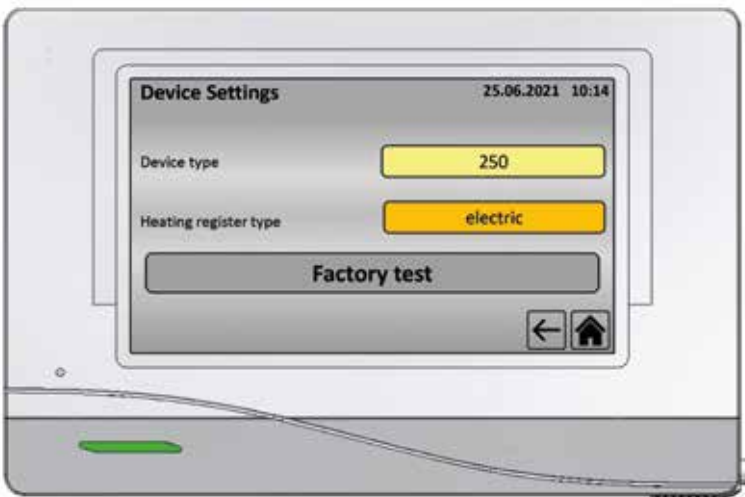 Device Settings 25.06.2021 10:14
Device type 250
Heating register type electric
Factory test